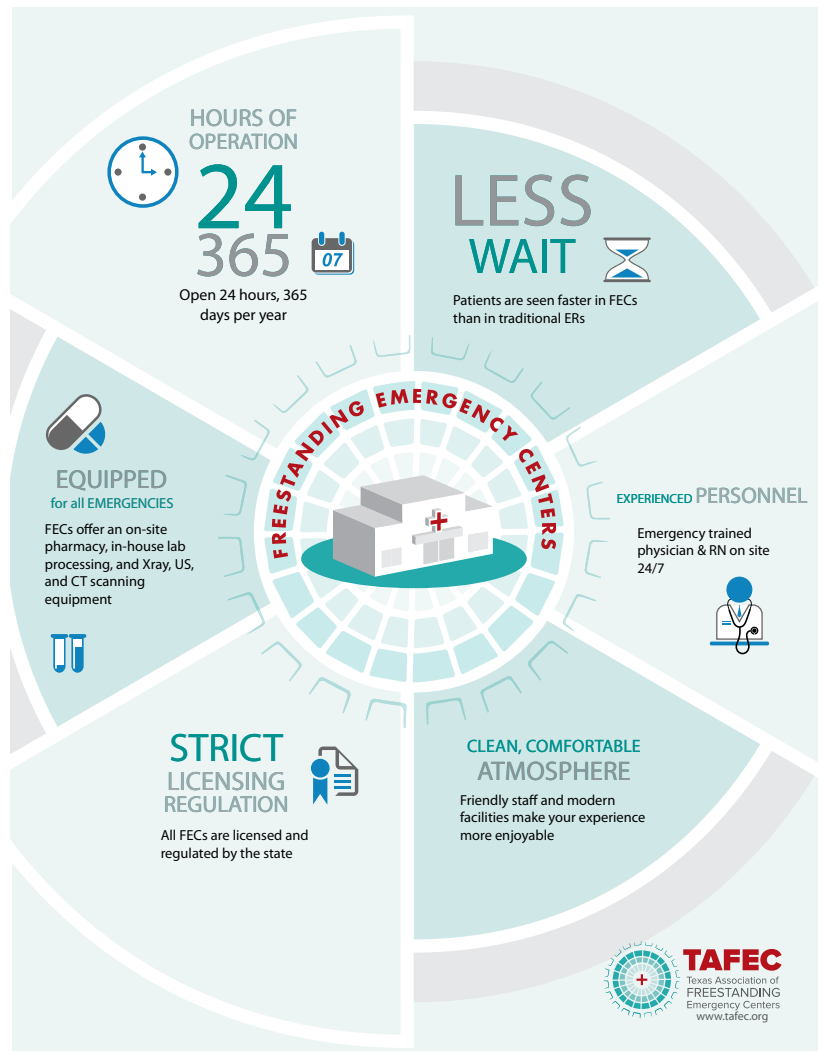 HOURS OF
OPERATION
24
365
07
Open 24 hours, 365
days per year
LESS
WAIT
Patients are seen faster in FECs
than in traditional ERs
EQUIPPED
for all EMERGENCIES
FECs offer an on-site
pharmacy, in-house lab
processing, and Xray, US,
and CT scanning
equipment
FREESTANDING EMERGENCY CENTERS
EXPERIENCED PERSONNEL
Emergency trained
physician & RN on site
24/7
STRICT
LICENSING
REGULATION
All FECs are licensed and
regulated by the state
CLEAN, COMFORTABLE
ATMOSPHERE
Friendly staff and modern
facilities make your experience
more enjoyable
TAFEC
Texas Association of
FREESTANDING
Emergency Centers
www.tafec.org